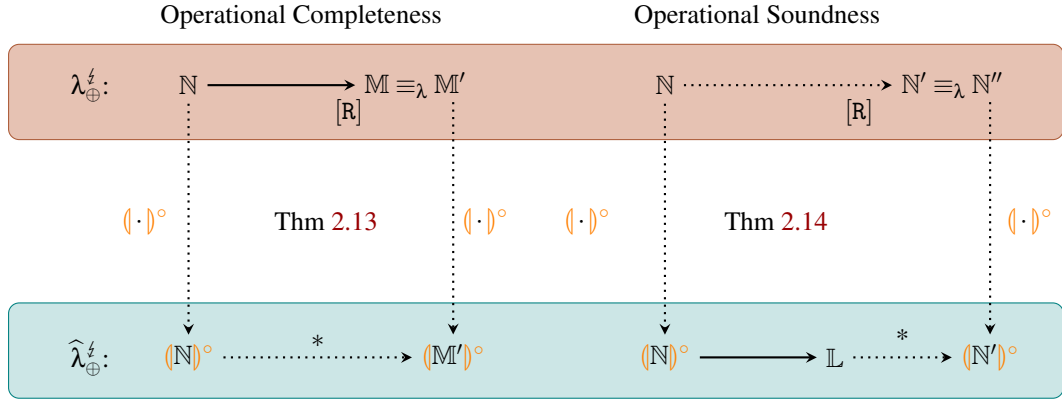 Operational Completeness Operational Soundness
λ⊕↯: ℕ 𝕄 ≡λ 𝕄′ ℕ ℕ′ ≡λ ℕ″
[R] [R]
⦇·⦈° Thm 2.13 ⦇·⦈° ⦇·⦈° Thm 2.14 ⦇·⦈°
λ̂⊕↯: ⦇ℕ⦈° * ⦇𝕄′⦈° ⦇ℕ⦈° 𝕃 * ⦇ℕ′⦈°